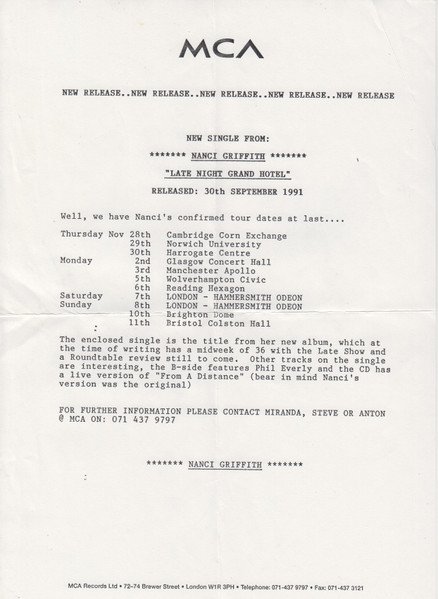 MCA
NEW RELEASE..NEW RELEASE..NEW RELEASE..NEW RELEASE..NEW RELEASE
NEW SINGLE FROM:
******* NANCI GRIFFITH *******
"LATE NIGHT GRAND HOTEL"
RELEASED: 30th SEPTEMBER 1991
Well, we have Nanci's confirmed tour dates at last....
Thursday Nov 28th Cambridge Corn Exchange
29th Norwich University
30th Harrogate Centre
Monday 2nd Glasgow Concert Hall
3rd Manchester Apollo
5th Wolverhampton Civic
6th Reading Hexagon
Saturday 7th LONDON - HAMMERSMITH ODEON
Sunday 8th LONDON - HAMMERSMITH ODEON
10th Brighton Dome
11th Bristol Colston Hall
The enclosed single is the title from her new album, which at
the time of writing has a midweek of 36 with the Late Show and
a Roundtable review still to come. Other tracks on the single
are interesting, the B-side features Phil Everly and the CD has
a live version of "From A Distance" (bear in mind Nanci's
version was the original)
FOR FURTHER INFORMATION PLEASE CONTACT MIRANDA, STEVE OR ANTON
@ MCA ON: 071 437 9797
******* NANCI GRIFFITH *******
MCA Records Ltd • 72-74 Brewer Street • London W1R 3PH • Telephone: 071-437 9797 • Fax: 071-437 3121